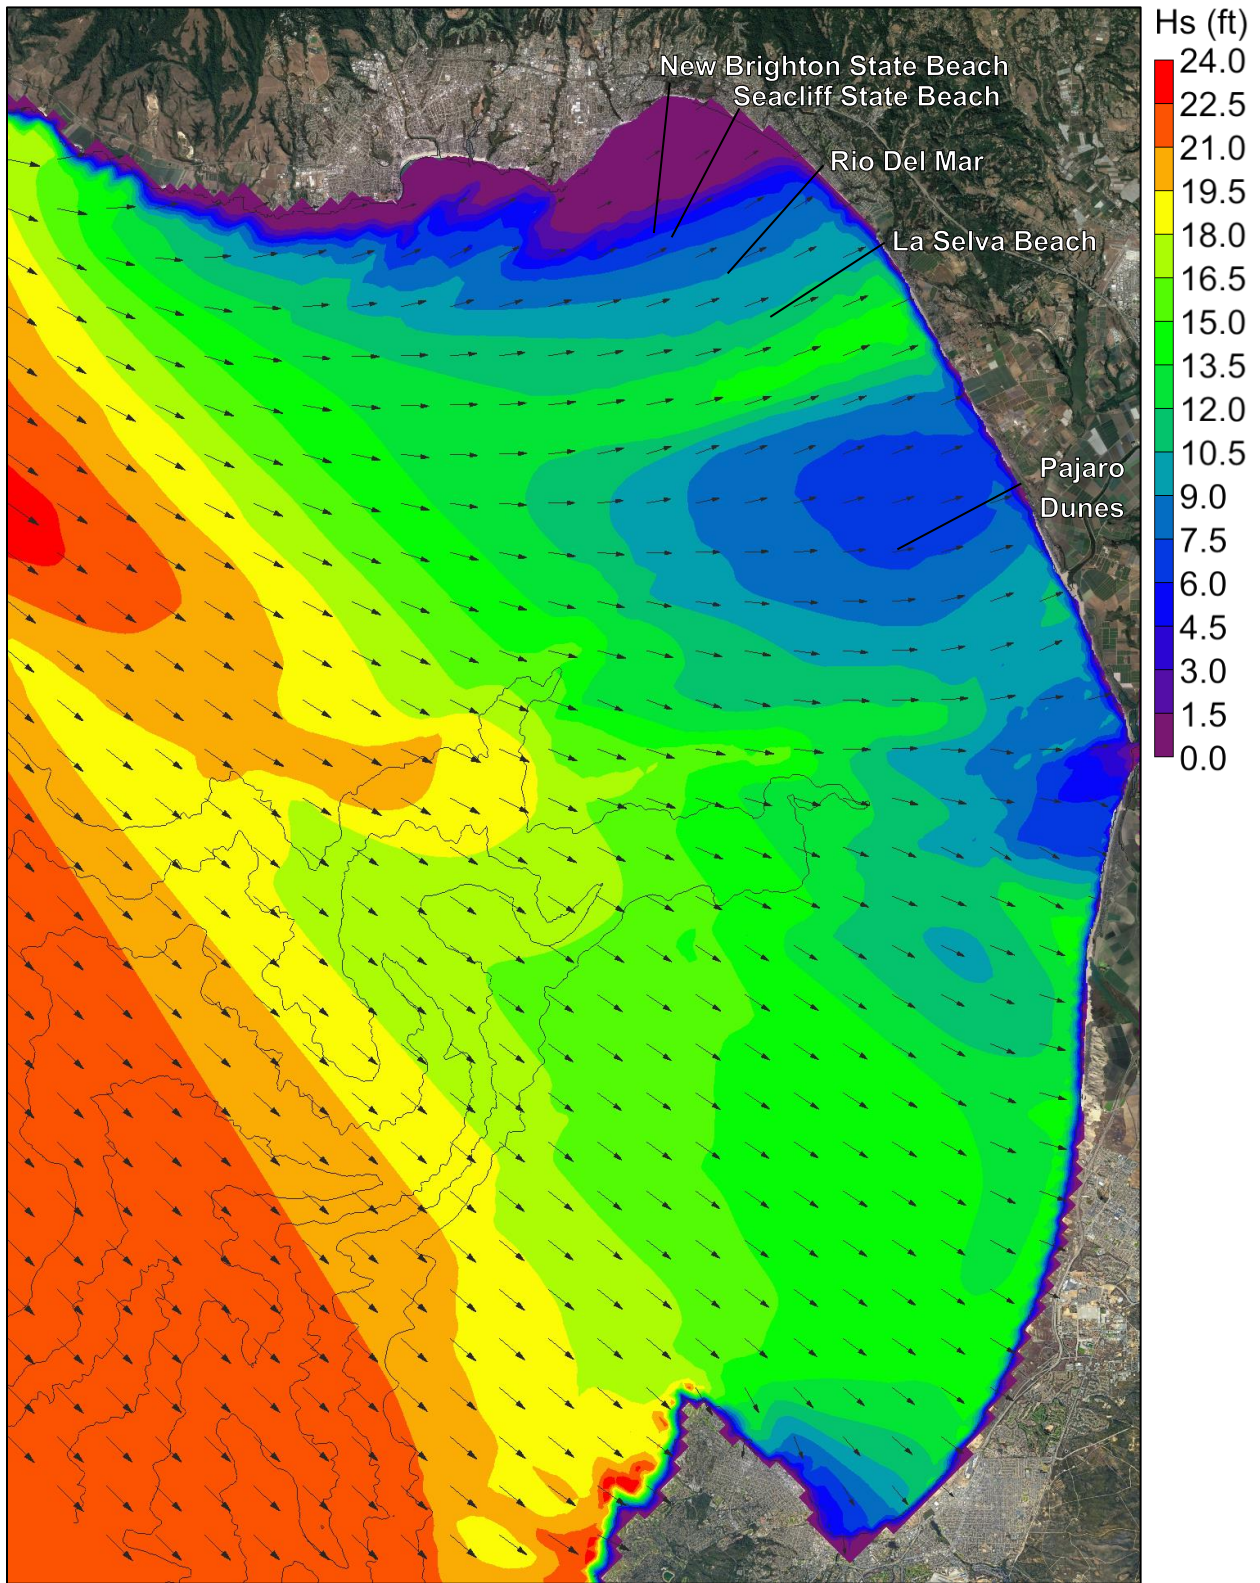 Hs (ft)
24.0
22.5
21.0
19.5
18.0
16.5
15.0
13.5
12.0
10.5
9.0
7.5
6.0
4.5
3.0
1.5
0.0
New Brighton State Beach
Seacliff State Beach
Rio Del Mar
La Selva Beach
Pajaro
Dunes